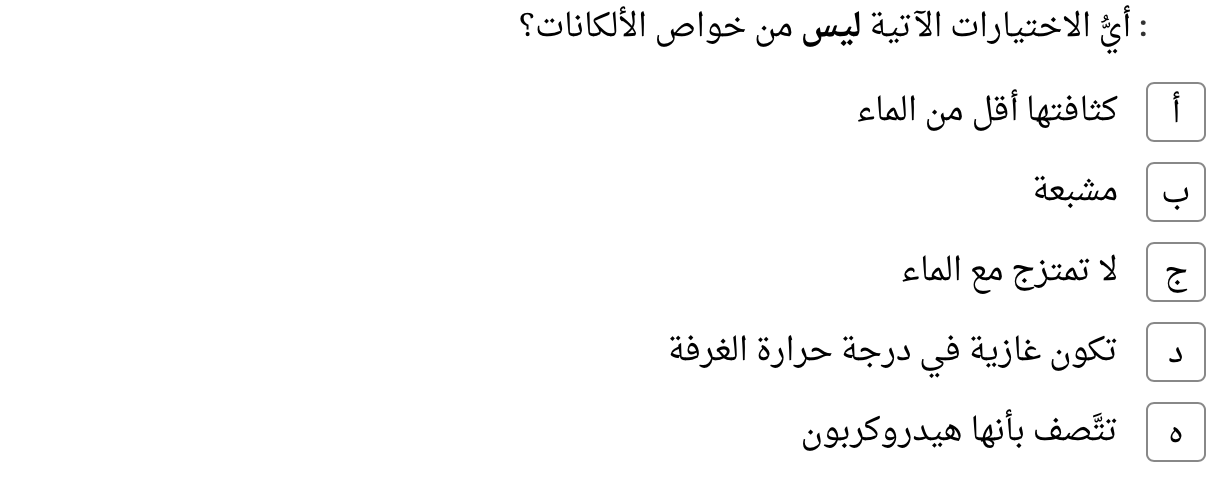 : أيُّ الاختيارات الآتية ليس من خواص الألكانات؟
أ كثافتها أقل من الماء
ب مشبعة
ج لا تمتزج مع الماء
د تكون غازية في درجة حرارة الغرفة
ه تتَّصف بأنها هيدروكربون